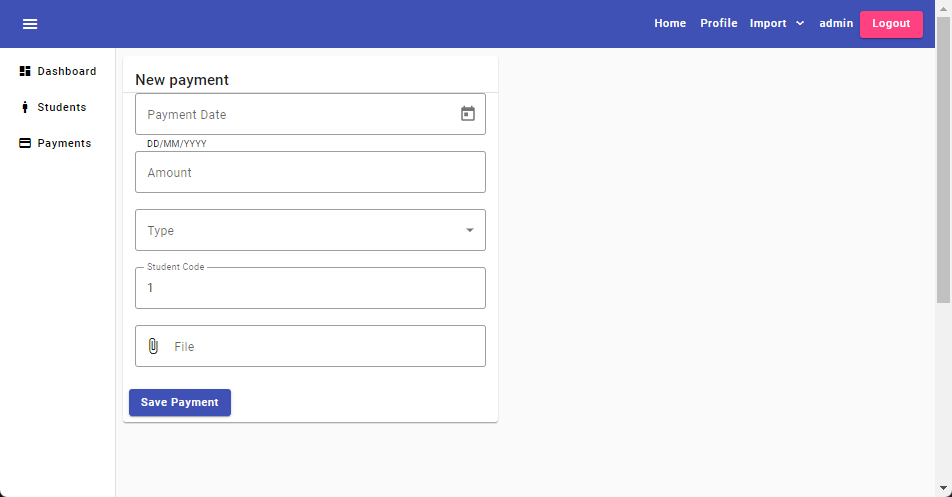 Home Profile Import admin Logout
Dashboard
Students
Payments
New payment
Payment Date
DD/MM/YYYY
Amount
Type
Student Code
1
File
Save Payment